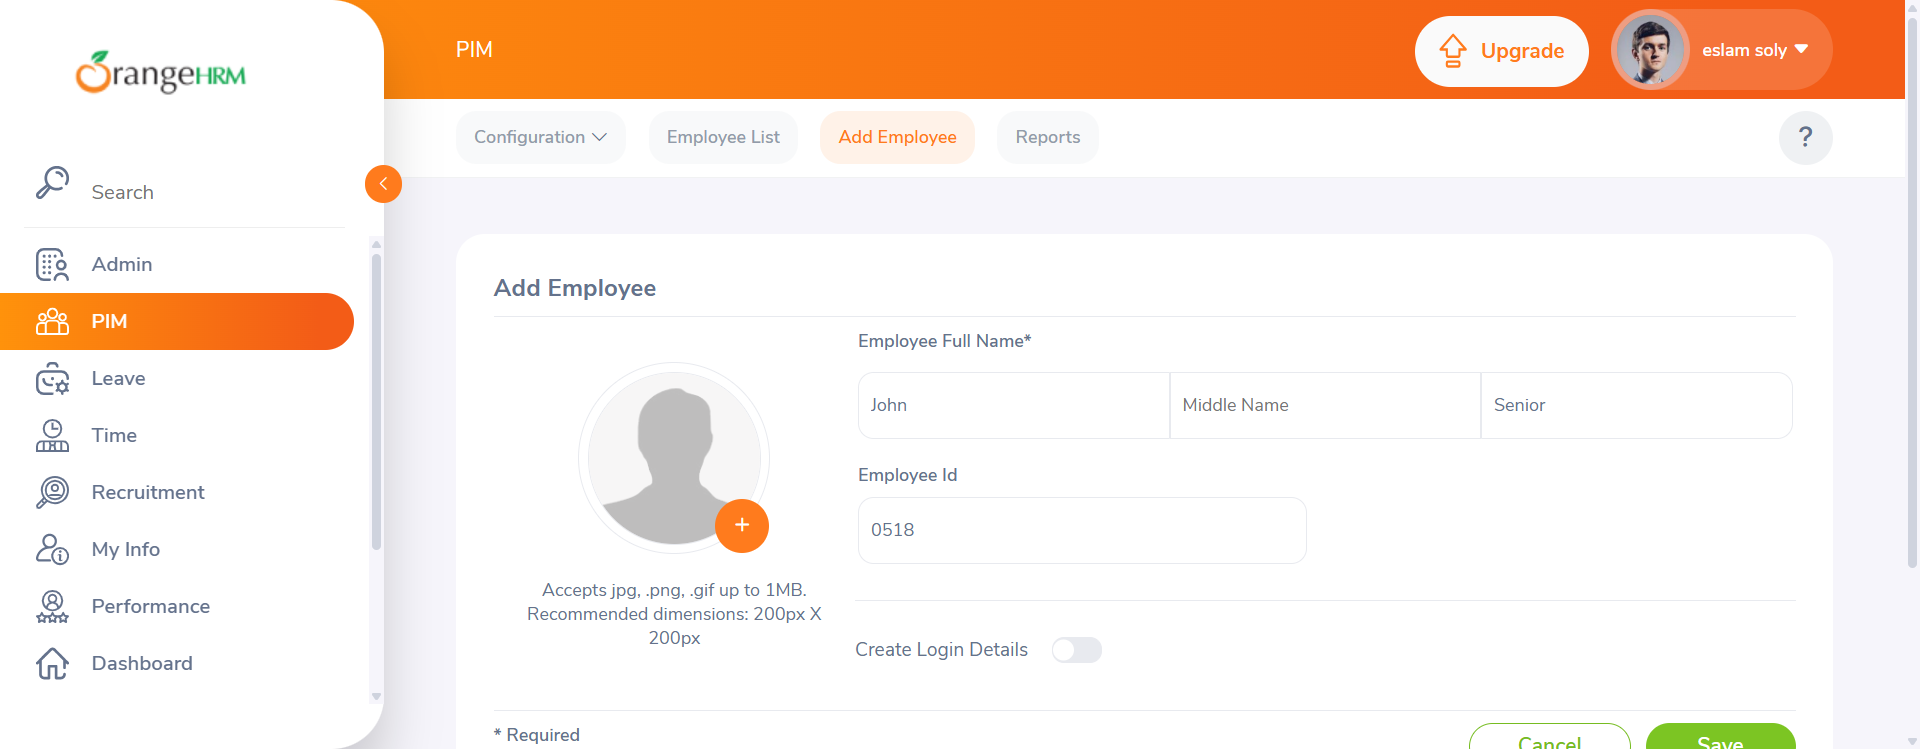 OrangeHRM
Search
Admin
PIM
Leave
Time
Recruitment
My Info
Performance
Dashboard
PIM
Upgrade
eslam soly
Configuration
Employee List
Add Employee
Reports
?
Add Employee
Accepts jpg, .png, .gif up to 1MB.
Recommended dimensions: 200px X
200px
Employee Full Name*
John
Middle Name
Senior
Employee Id
0518
Create Login Details
* Required
Cancel
Save